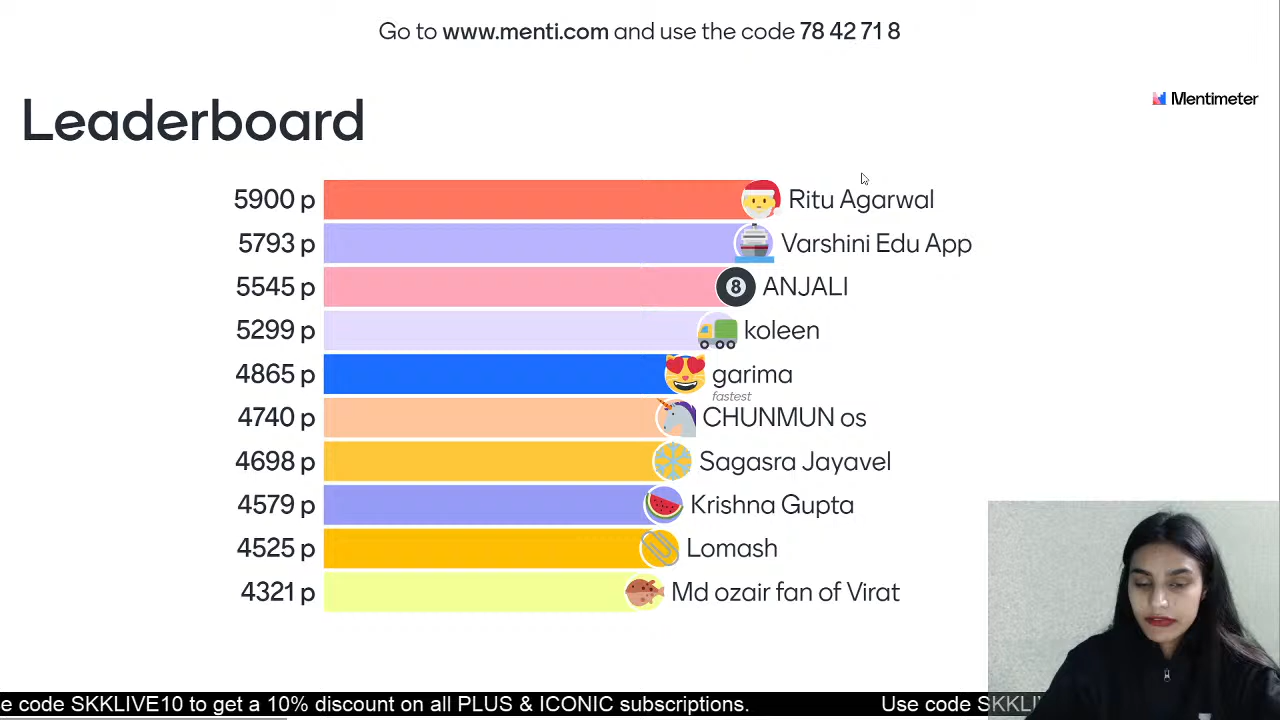 Go to www.menti.com and use the code 78 42 71 8
Mentimeter
Leaderboard
5900 p Ritu Agarwal
5793 p Varshini Edu App
5545 p 8 ANJALI
5299 p koleen
4865 p garima
fastest
4740 p CHUNMUN os
4698 p Sagasra Jayavel
4579 p Krishna Gupta
4525 p Lomash
4321 p Md ozair fan of Virat
e code SKKLIVE10 to get a 10% discount on all PLUS & ICONIC subscriptions. Use code SKKLI